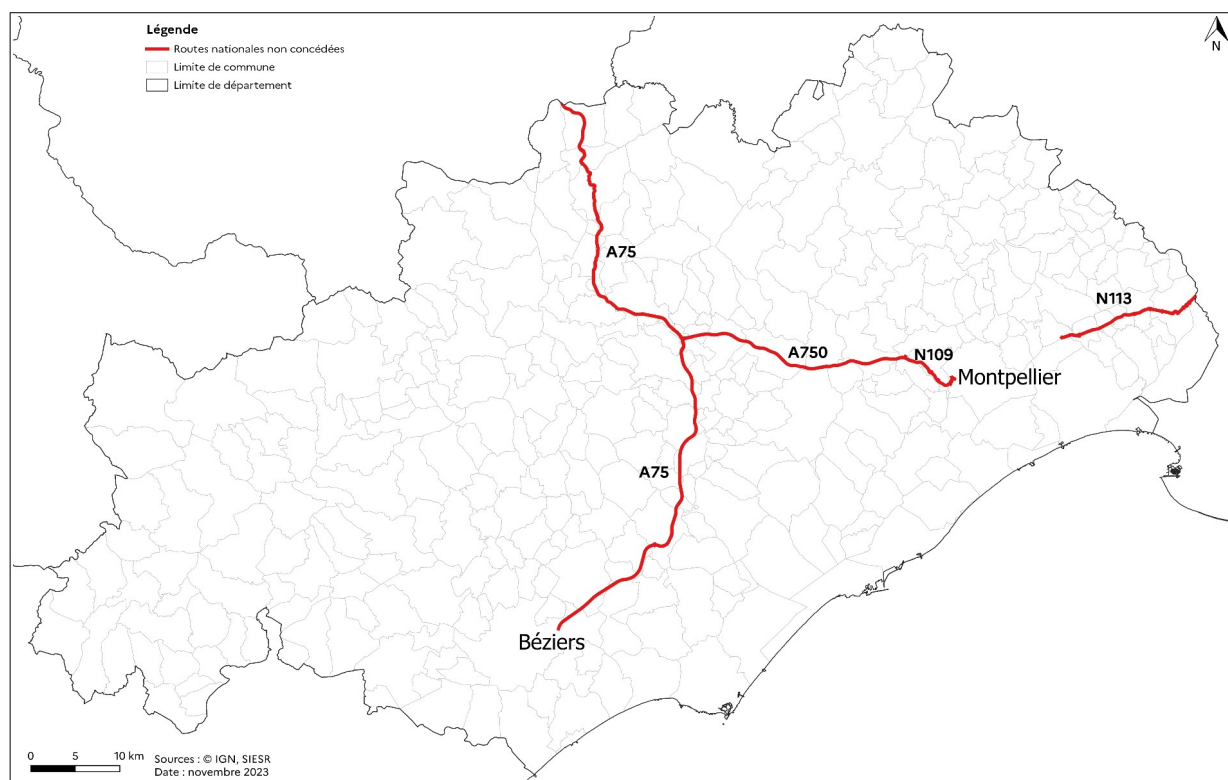 Légende
Routes nationales non concédées
Limite de commune
Limite de département
N
A75
N113
A750
N109
Montpellier
A75
Béziers
0 5 10 km
Sources : © IGN, SIESR
Date : novembre 2023